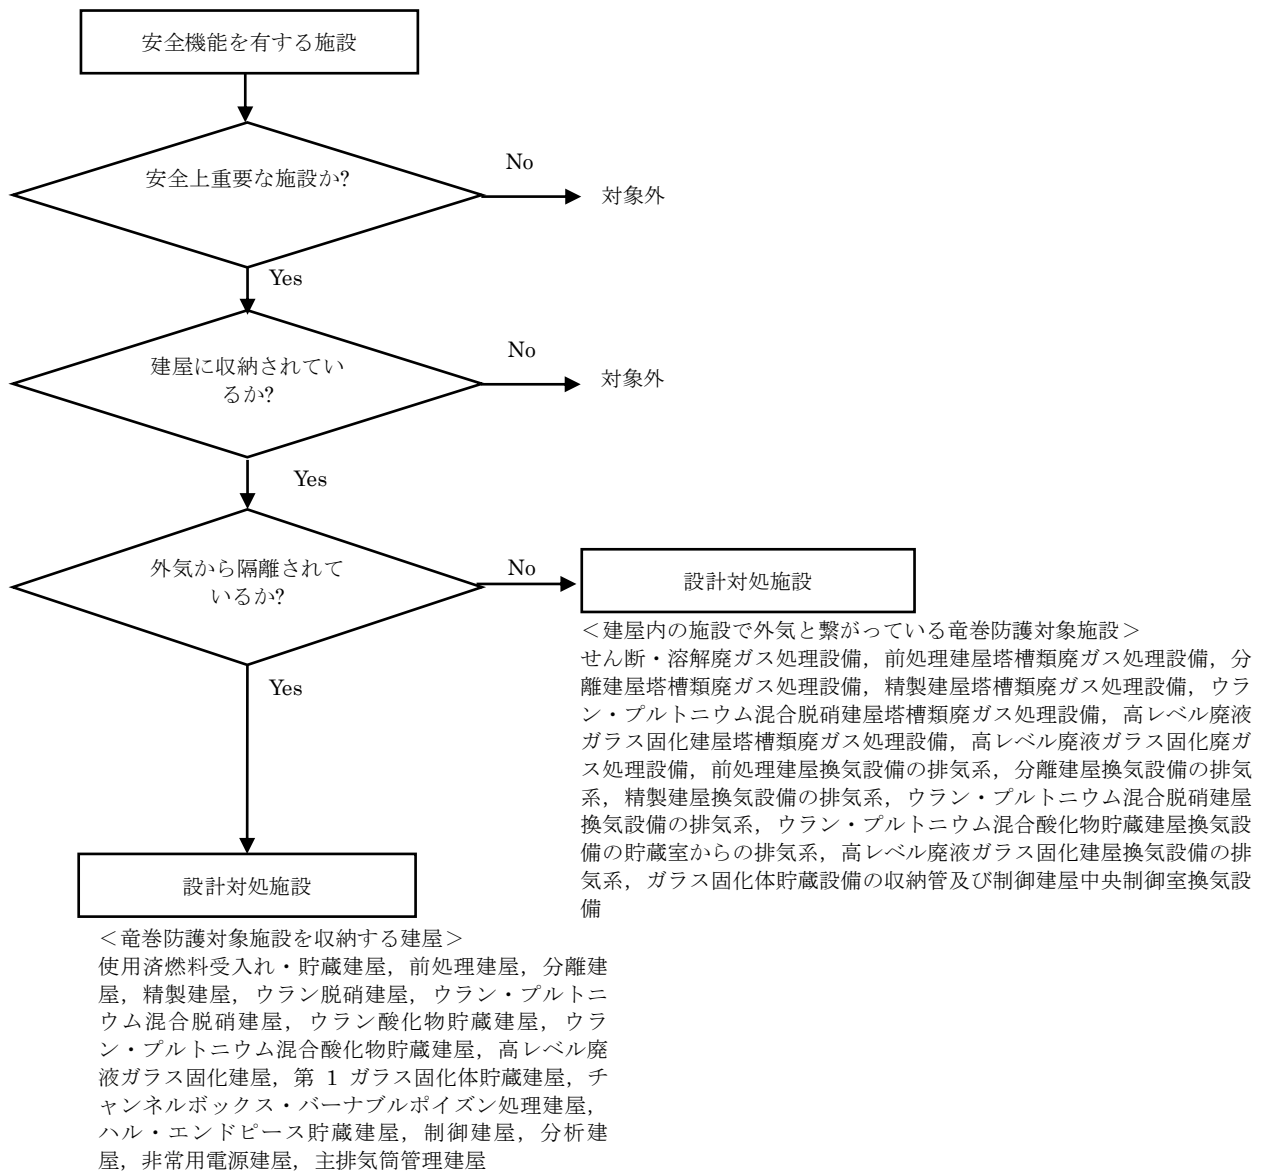 安全機能を有する施設
安全上重要な施設か?
No
対象外
Yes
建屋に収納されてい
るか?
No
対象外
Yes
外気から隔離されて
いるか?
No
設計対処施設
＜建屋内の施設で外気と繋がっている竜巻防護対象施設＞
せん断・溶解廃ガス処理設備，前処理建屋塔槽類廃ガス処理設備，分
離建屋塔槽類廃ガス処理設備，精製建屋塔槽類廃ガス処理設備，ウラ
ン・プルトニウム混合脱硝建屋塔槽類廃ガス処理設備，高レベル廃液
ガラス固化建屋塔槽類廃ガス処理設備，高レベル廃液ガラス固化廃ガ
ス処理設備，前処理建屋換気設備の排気系，分離建屋換気設備の排気
系，精製建屋換気設備の排気系，ウラン・プルトニウム混合脱硝建屋
換気設備の排気系，ウラン・プルトニウム混合酸化物貯蔵建屋換気設
備の貯蔵室からの排気系，高レベル廃液ガラス固化建屋換気設備の排
気系，ガラス固化体貯蔵設備の収納管及び制御建屋中央制御室換気設
備
Yes
設計対処施設
＜竜巻防護対象施設を収納する建屋＞
使用済燃料受入れ・貯蔵建屋，前処理建屋，分離建
屋，精製建屋，ウラン脱硝建屋，ウラン・プルトニ
ウム混合脱硝建屋，ウラン酸化物貯蔵建屋，ウラ
ン・プルトニウム混合酸化物貯蔵建屋，高レベル廃
液ガラス固化建屋，第 1 ガラス固化体貯蔵建屋，チ
ャンネルボックス・バーナブルポイズン処理建屋，
ハル・エンドピース貯蔵建屋，制御建屋，分析建
屋，非常用電源建屋，主排気筒管理建屋